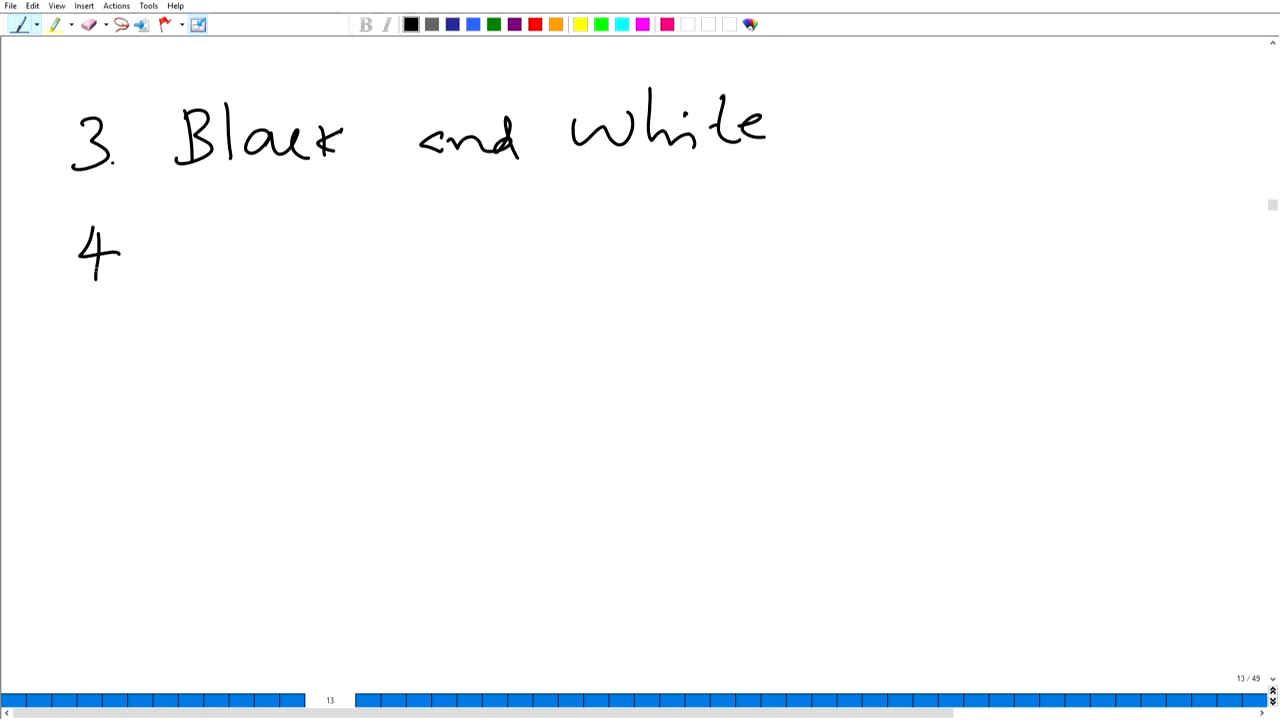 File Edit View Insert Actions Tools Help
B I
3. Black and White
4
13 / 49
13